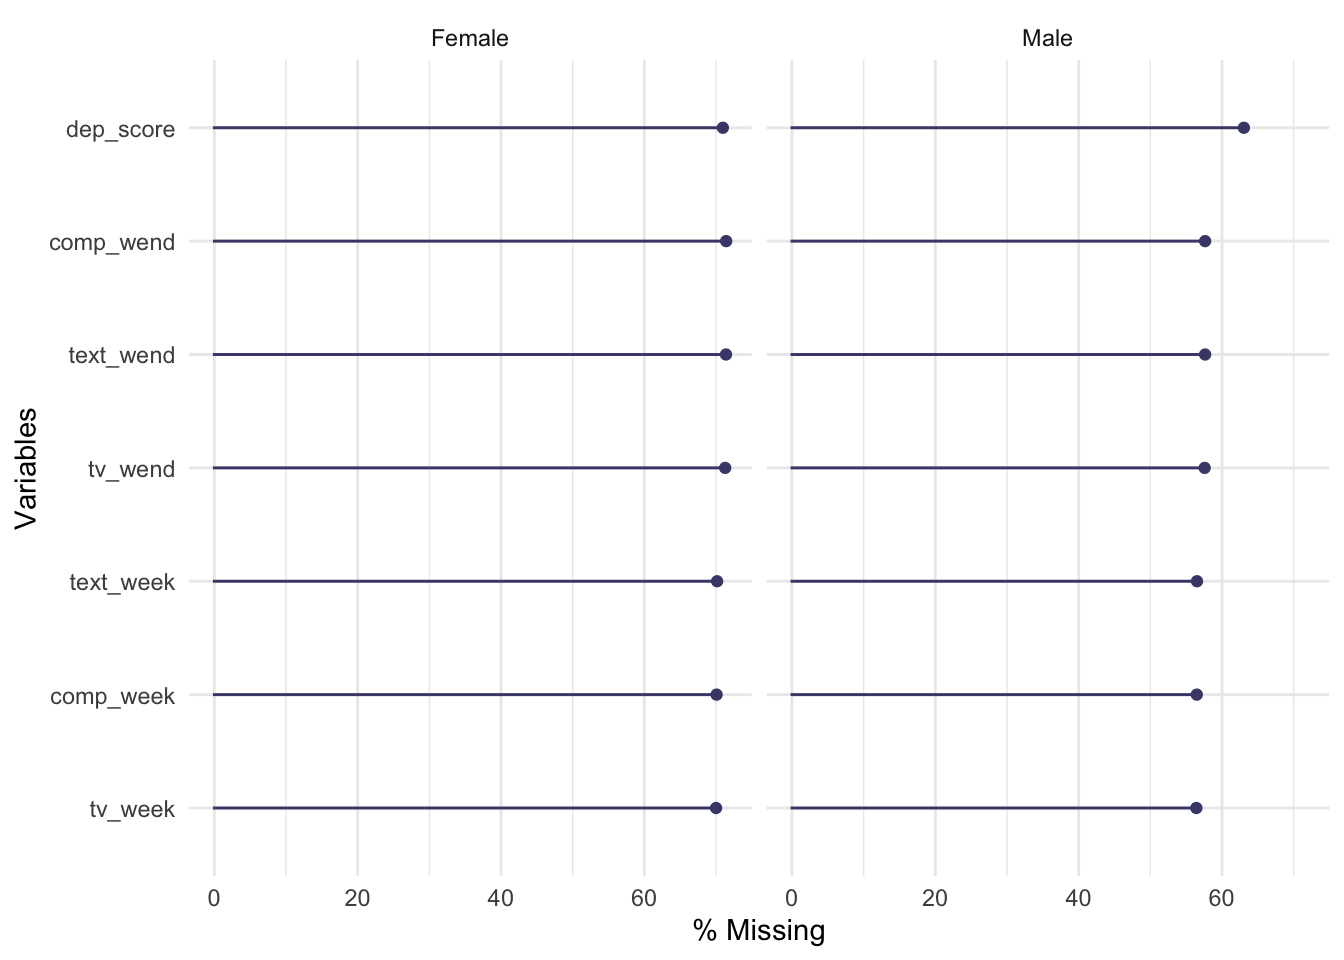 Female
Male
dep_score
comp_wend
text_wend
tv_wend
text_week
comp_week
tv_week
Variables
0 20 40 60
0 20 40 60
% Missing